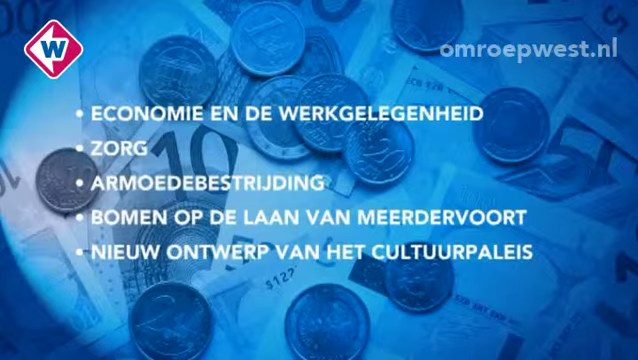 W
omroepwest.nl
• ECONOMIE EN DE WERKGELEGENHEID
• ZORG
• ARMOEDEBESTRIJDING
• BOMEN OP DE LAAN VAN MEERDERVOORT
• NIEUW ONTWERP VAN HET CULTUURPALEIS